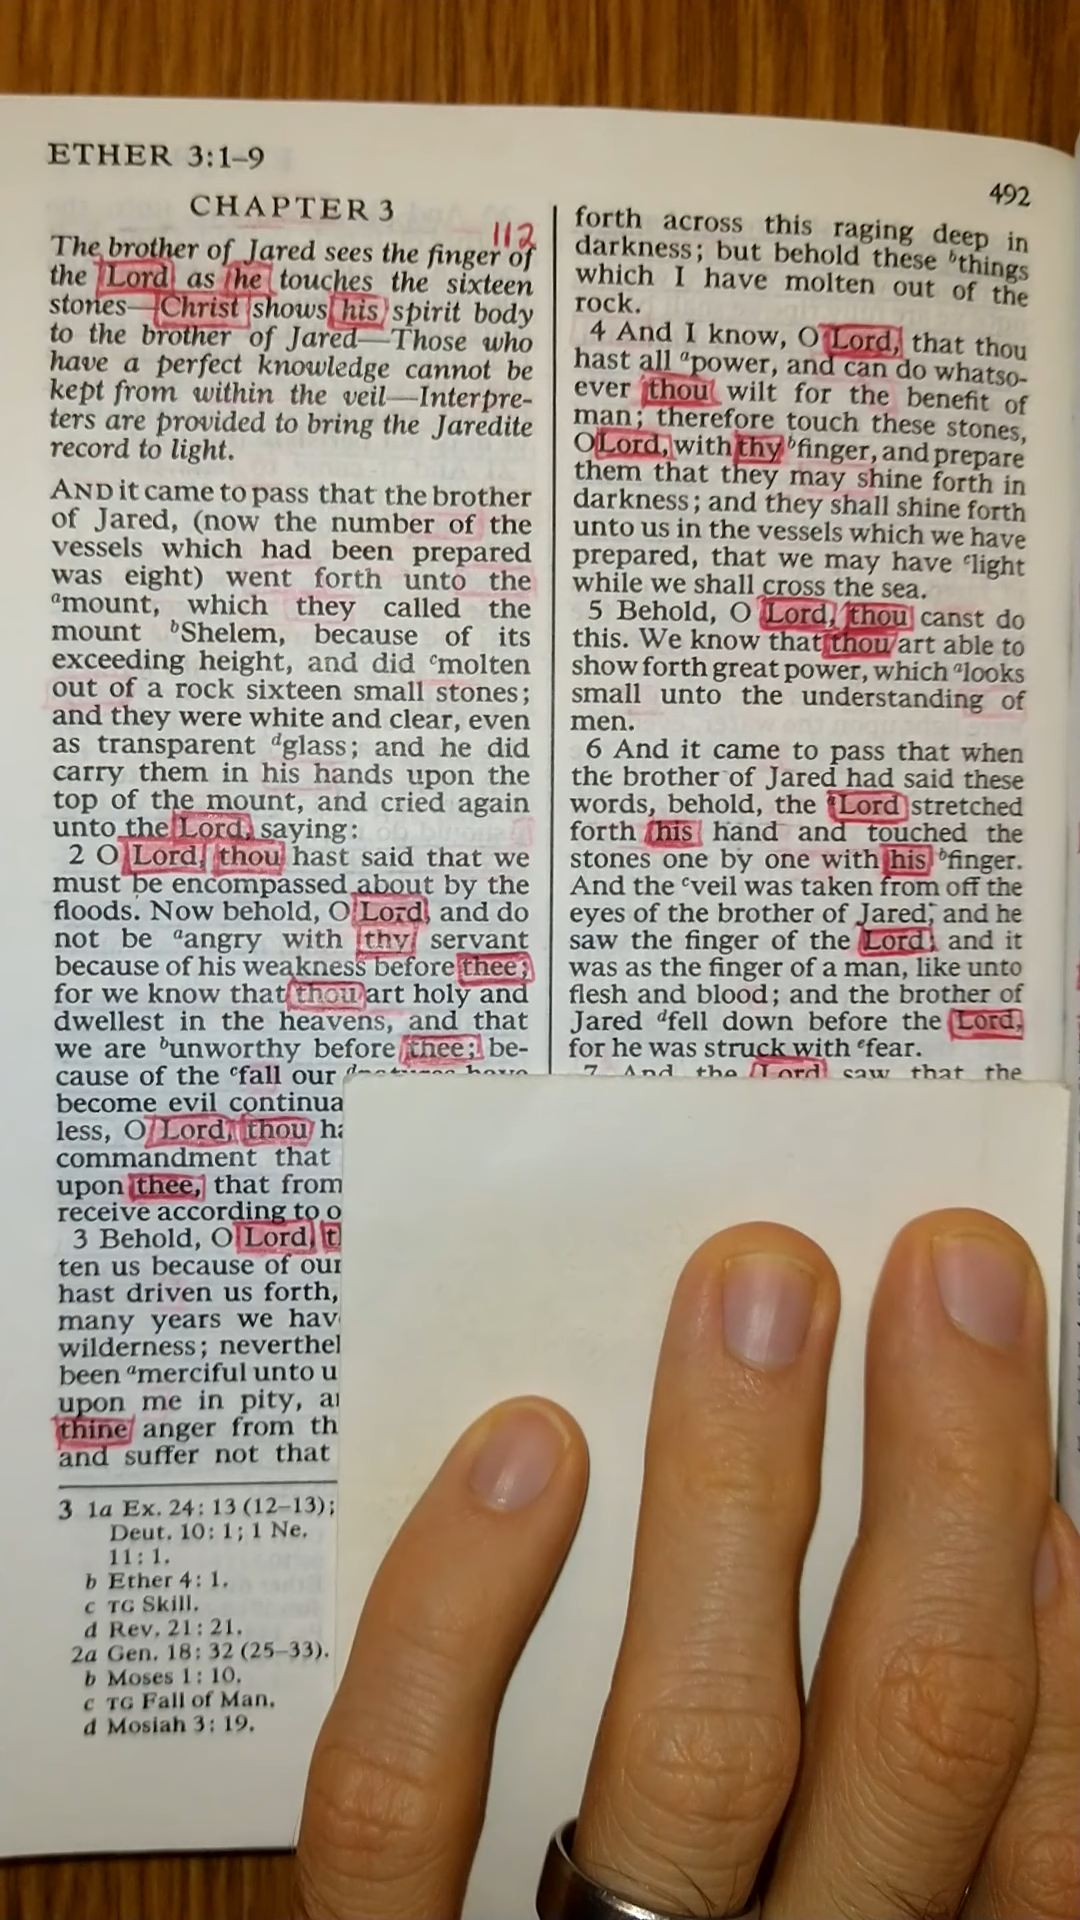 ETHER 3:1–9
492
CHAPTER 3
112
The brother of Jared sees the finger of
the Lord as he touches the sixteen
stones—Christ shows his spirit body
to the brother of Jared—Those who
have a perfect knowledge cannot be
kept from within the veil—Interpre-
ters are provided to bring the Jaredite
record to light.
AND it came to pass that the brother
of Jared, (now the number of the
vessels which had been prepared
was eight) went forth unto the
ᵃmount, which they called the
mount ᵇShelem, because of its
exceeding height, and did ᶜmolten
out of a rock sixteen small stones;
and they were white and clear, even
as transparent ᵈglass; and he did
carry them in his hands upon the
top of the mount, and cried again
unto the Lord, saying:
2 O Lord, thou hast said that we
must be encompassed about by the
floods. Now behold, O Lord, and do
not be ᵃangry with thy servant
because of his weakness before thee;
for we know that thou art holy and
dwellest in the heavens, and that
we are ᵇunworthy before thee; be-
cause of the ᶜfall our
become evil continua
less, O Lord, thou ha
commandment that
upon thee, that from
receive according to o
3 Behold, O Lord, t
ten us because of our
hast driven us forth,
many years we hav
wilderness; neverthel
been ᵃmerciful unto u
upon me in pity, a
thine anger from th
and suffer not that
3 1a Ex. 24: 13 (12–13);
Deut. 10: 1; 1 Ne.
11: 1.
b Ether 4: 1.
c TG Skill.
d Rev. 21: 21.
2a Gen. 18: 32 (25–33).
b Moses 1: 10.
c TG Fall of Man.
d Mosiah 3: 19.
forth across this raging deep in
darkness; but behold these ᵇthings
which I have molten out of the
rock.
4 And I know, O Lord, that thou
hast all ᵃpower, and can do whatso-
ever thou wilt for the benefit of
man; therefore touch these stones,
O Lord, with thy ᵇfinger, and prepare
them that they may shine forth in
darkness; and they shall shine forth
unto us in the vessels which we have
prepared, that we may have ᶜlight
while we shall cross the sea.
5 Behold, O Lord, thou canst do
this. We know that thou art able to
show forth great power, which ᵃlooks
small unto the understanding of
men.
6 And it came to pass that when
the brother of Jared had said these
words, behold, the ᵃLord stretched
forth his hand and touched the
stones one by one with his ᵇfinger.
And the ᶜveil was taken from off the
eyes of the brother of Jared, and he
saw the finger of the Lord; and it
was as the finger of a man, like unto
flesh and blood; and the brother of
Jared ᵈfell down before the Lord,
for he was struck with ᵉfear.
7 And the Lord saw that the